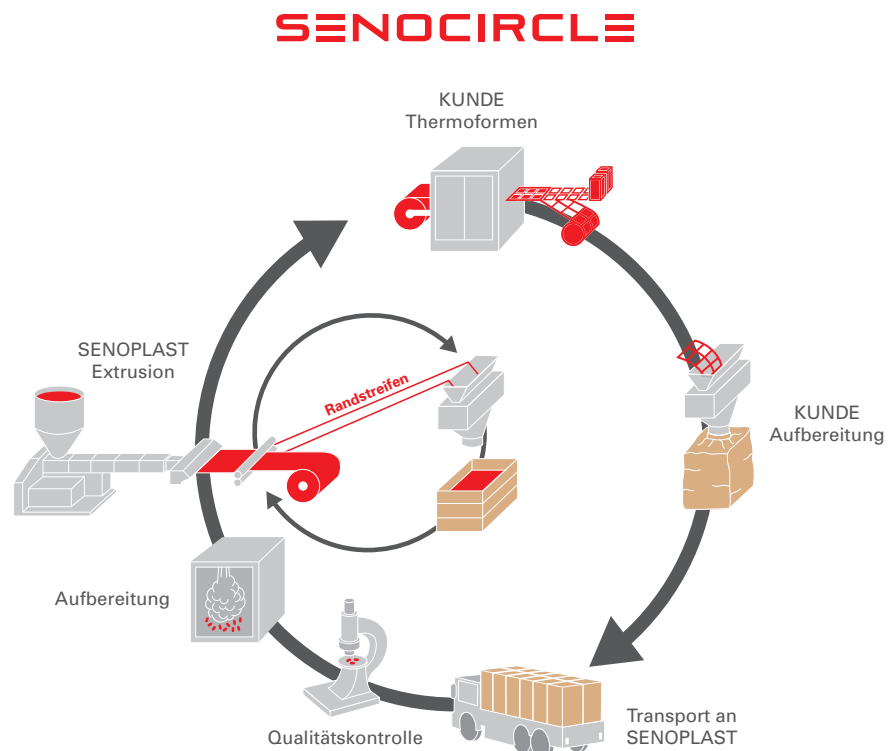 SENOCIRCLE
KUNDE
Thermoformen
SENOPLAST
Extrusion
Randstreifen
KUNDE
Aufbereitung
Aufbereitung
Qualitätskontrolle
Transport an
SENOPLAST